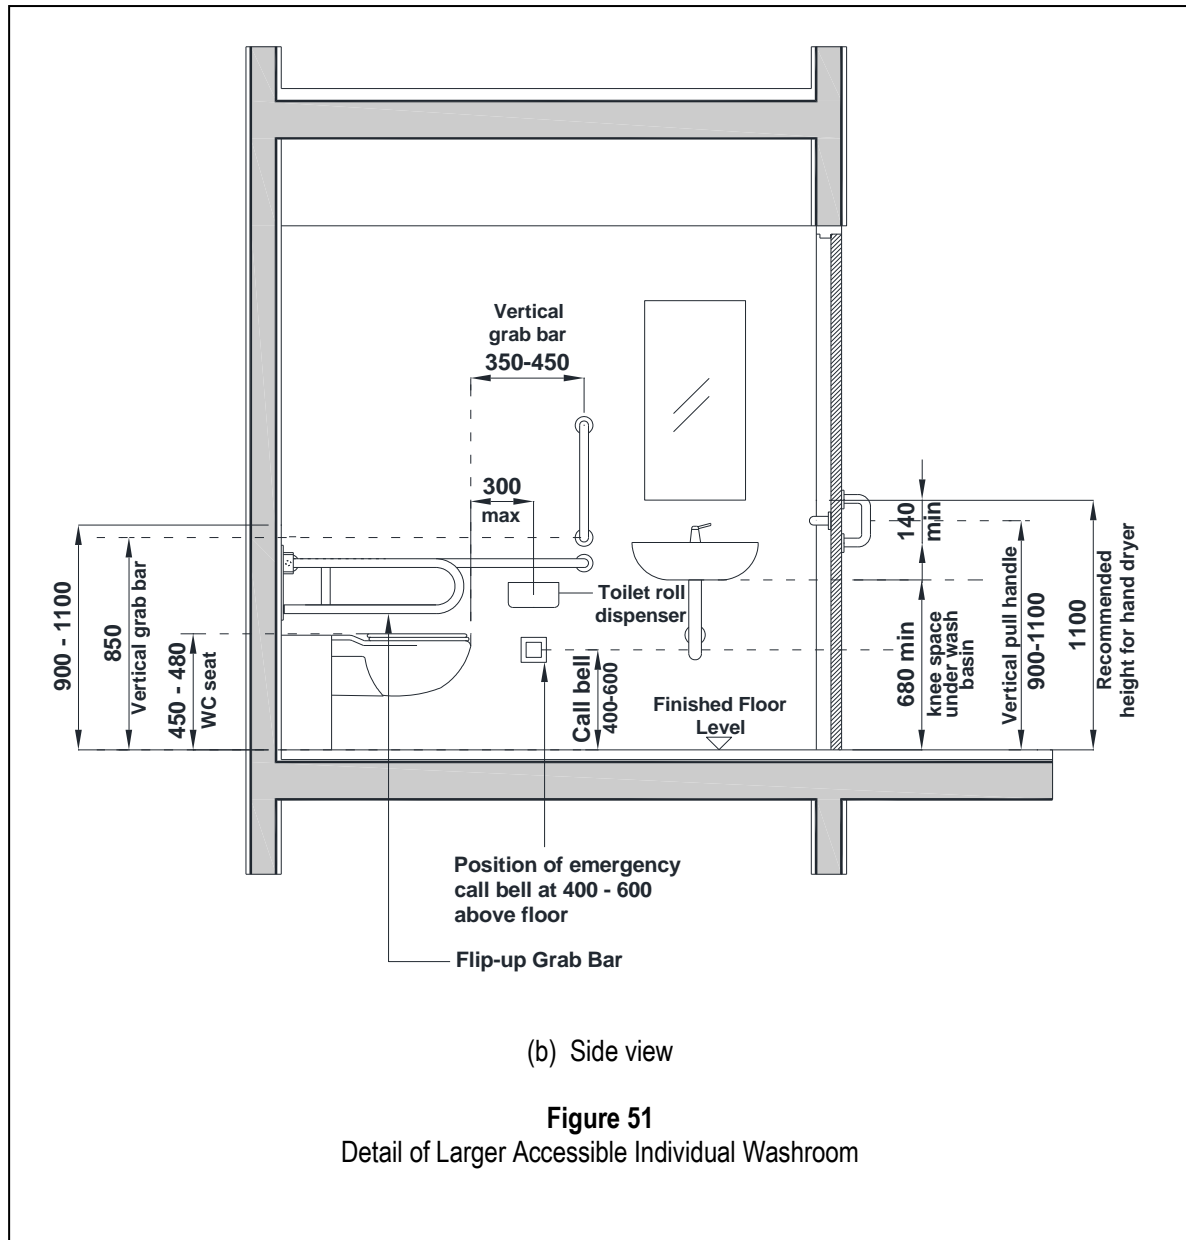 Vertical
grab bar
350-450
300
max
Toilet roll
dispenser
900 - 1100
850
Vertical grab bar
450 - 480
WC seat
Call bell
400-600
Finished Floor
Level
140
min
680 min
knee space
under wash
basin
Vertical pull handle
900-1100
1100
Recommended
height for hand dryer
Position of emergency
call bell at 400 - 600
above floor
Flip-up Grab Bar
(b) Side view
Figure 51
Detail of Larger Accessible Individual Washroom